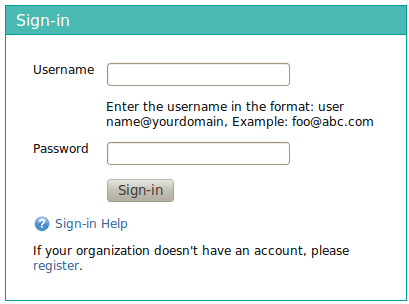 Sign-in
Username
Enter the username in the format: user
name@yourdomain, Example: foo@abc.com
Password
Sign-in
Sign-in Help
If your organization doesn't have an account, please
register.